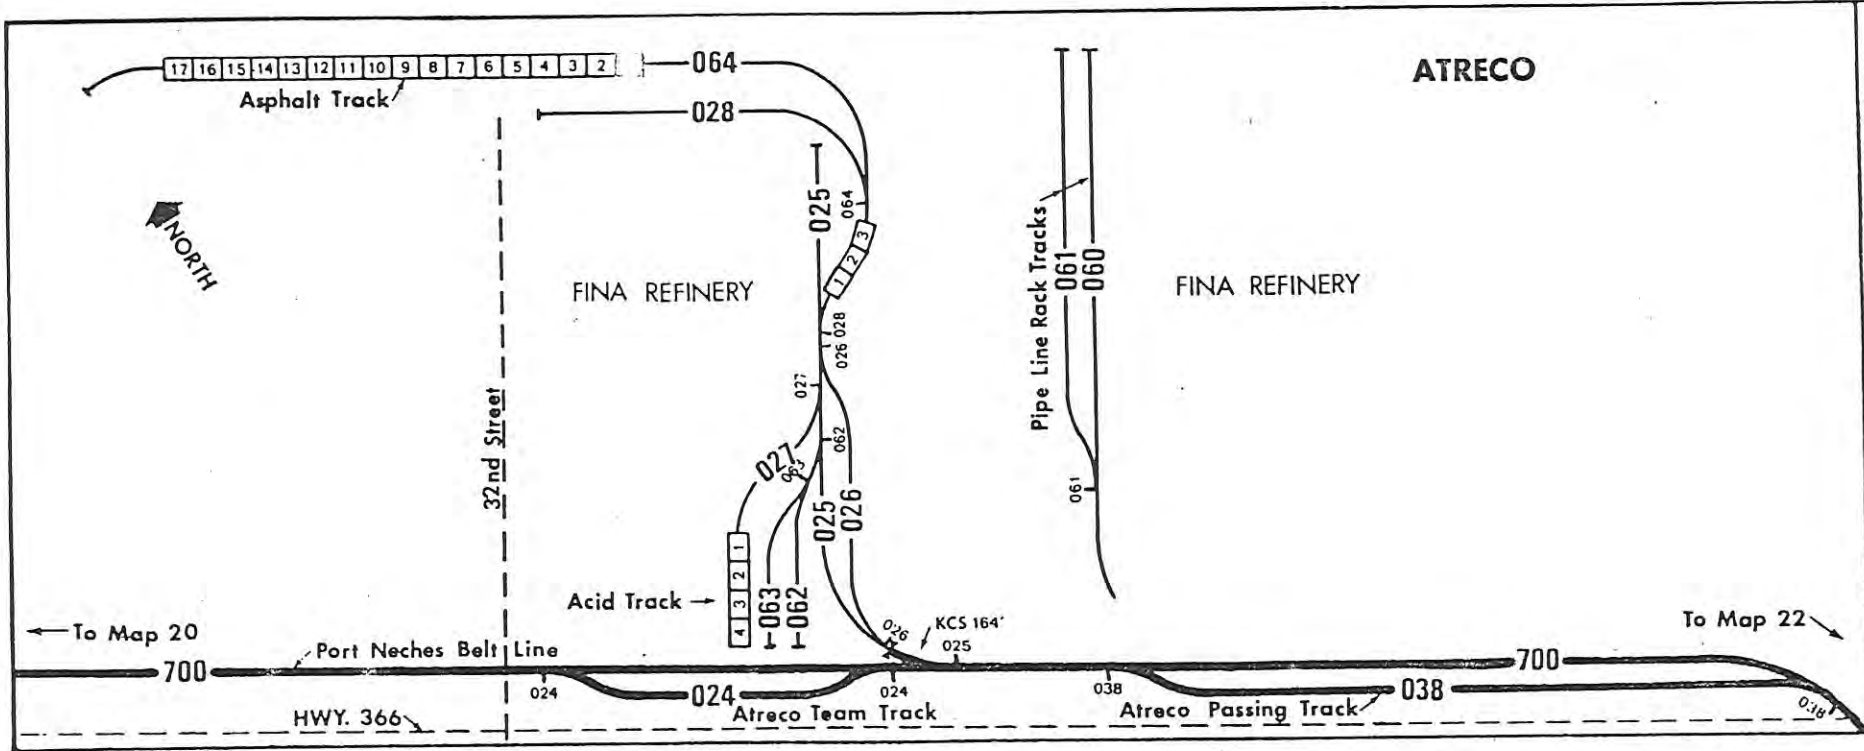 ATRECO
17 16 15 14 13 12 11 10 9 8 7 6 5 4 3 2
064
Asphalt Track
028
025
064
NORTH
1 2 3
FINA REFINERY
FINA REFINERY
Pipe Line Rack Tracks
061
060
028
026
027
062
32nd Street
027
063
025
026
061
1 2 3 4
Acid Track
063
062
026
KCS 164'
025
To Map 20
To Map 22
Port Neches Belt Line
700
700
024
024
024
038
038
038
Atreco Team Track
Atreco Passing Track
HWY. 366